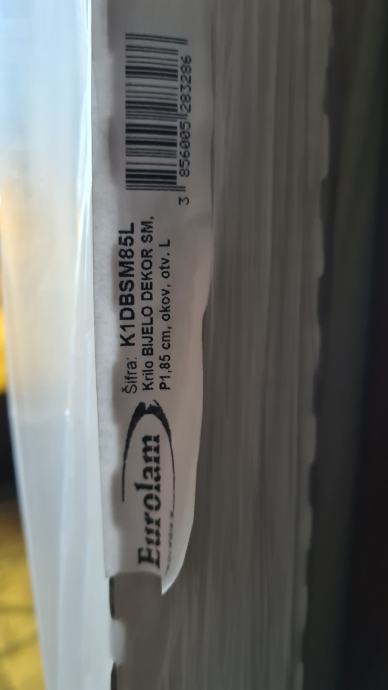 Eurolam
Šifra: K1DBSM85L
Krilo BIJELO DEKOR SM,
P1,85 cm, okov, otv. L
3 856005 283286